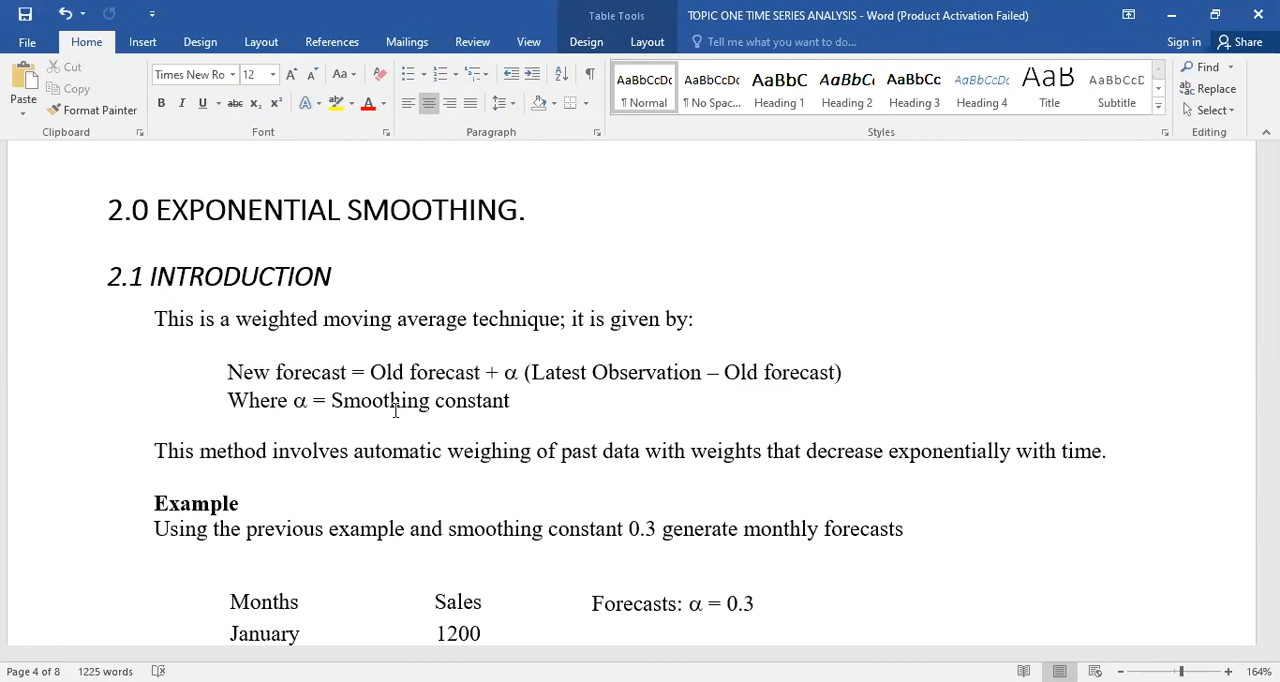 TOPIC ONE TIME SERIES ANALYSIS - Word (Product Activation Failed)
Table Tools
File Home Insert Design Layout References Mailings Review View Design Layout Tell me what you want to do... Sign in Share
Paste
Cut
Copy
Format Painter
Clipboard
Times New Ro 12
Font
Paragraph
AaBbCcDc AaBbCcDc AaBbC AaBbCc AaBbCc AaBbCcDc AaB AaBbCcD
¶ Normal ¶ No Spac... Heading 1 Heading 2 Heading 3 Heading 4 Title Subtitle
Styles
Find
Replace
Select
Editing
2.0 EXPONENTIAL SMOOTHING.
2.1 INTRODUCTION
This is a weighted moving average technique; it is given by:
New forecast = Old forecast + α (Latest Observation – Old forecast)
Where α = Smoothing constant
This method involves automatic weighing of past data with weights that decrease exponentially with time.
Example
Using the previous example and smoothing constant 0.3 generate monthly forecasts
Months Sales Forecasts: α = 0.3
January 1200
Page 4 of 8 1225 words 164%